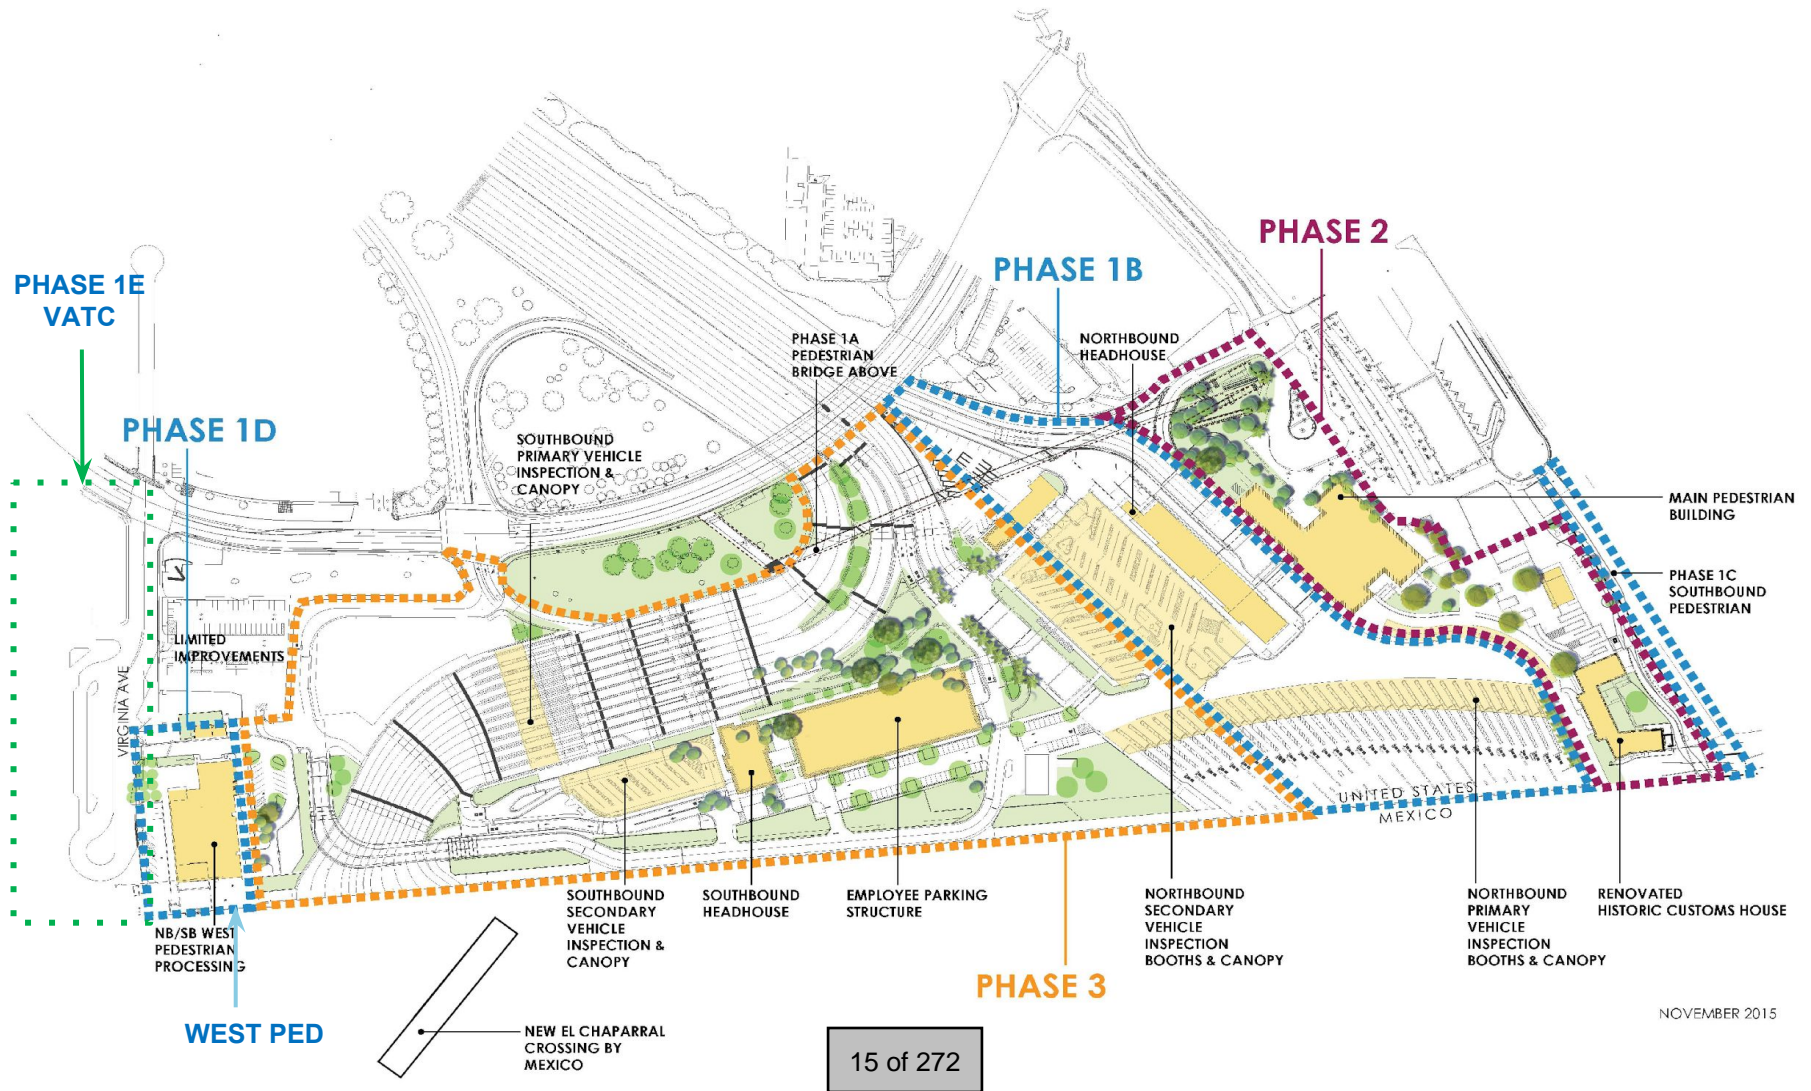 PHASE 2
PHASE 1B
PHASE 1E
VATC
PHASE 1A
PEDESTRIAN
BRIDGE ABOVE
NORTHBOUND
HEADHOUSE
PHASE 1D
SOUTHBOUND
PRIMARY VEHICLE
INSPECTION &
CANOPY
MAIN PEDESTRIAN
BUILDING
PHASE 1C
SOUTHBOUND
PEDESTRIAN
LIMITED
IMPROVEMENTS
VIRGINIA AVE
UNITED STATES
MEXICO
NB/SB WEST
PEDESTRIAN
PROCESSING
SOUTHBOUND
SECONDARY
VEHICLE
INSPECTION &
CANOPY
SOUTHBOUND
HEADHOUSE
EMPLOYEE PARKING
STRUCTURE
NORTHBOUND
SECONDARY
VEHICLE
INSPECTION
BOOTHS & CANOPY
NORTHBOUND
PRIMARY
VEHICLE
INSPECTION
BOOTHS & CANOPY
RENOVATED
HISTORIC CUSTOMS HOUSE
PHASE 3
WEST PED
NEW EL CHAPARRAL
CROSSING BY
MEXICO
NOVEMBER 2015
15 of 272